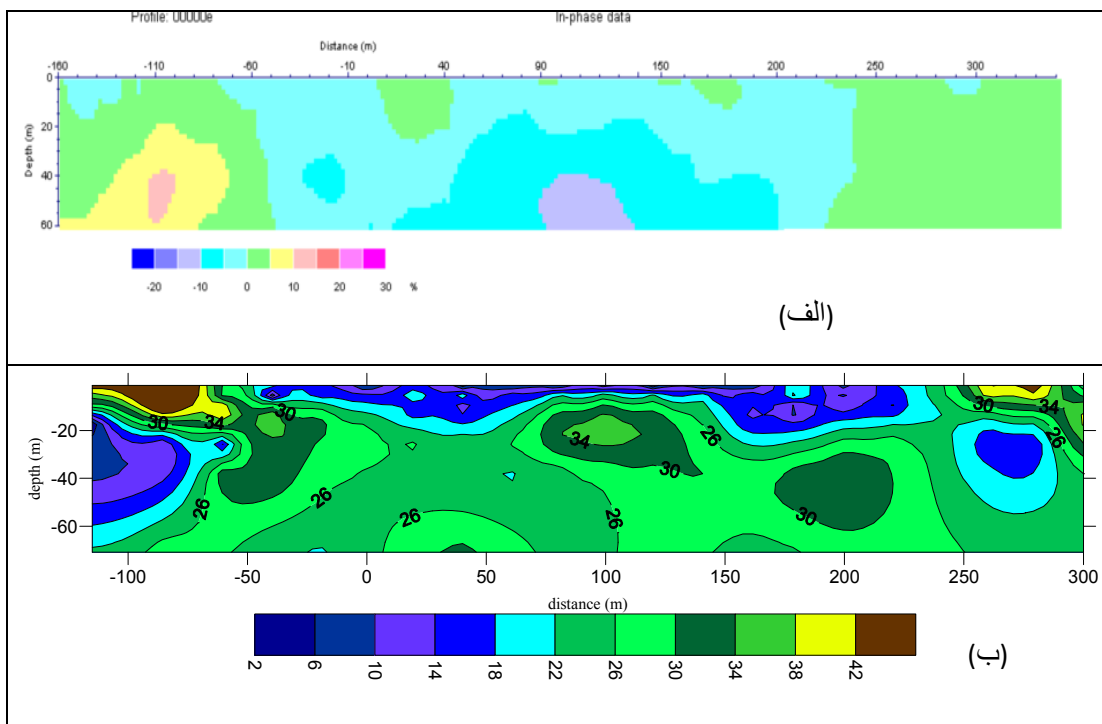 Profile: 00000e In-phase data
Distance (m)
-160 -110 -60 -10 40 90 150 200 250 300
0
20
40
60
Depth (m)
-20 -10 0 10 20 30 %
(الف)
30 34 30 34
-20 26 34 26 26
-40 30
26 26 30
-60 26 26
depth (m)
-100 -50 0 50 100 150 200 250 300
distance (m)
2 6 10 14 18 22 26 30 34 38 42
(ب)